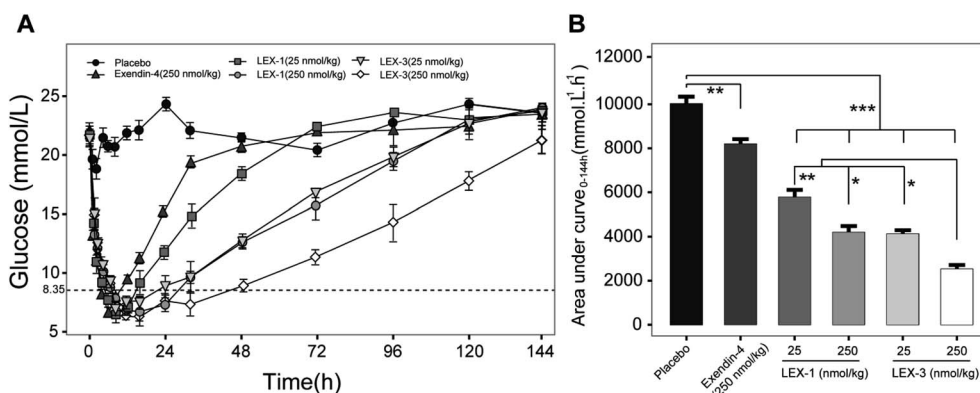 A
Placebo
Exendin-4(250 nmol/kg)
LEX-1(25 nmol/kg)
LEX-1(250 nmol/kg)
LEX-3(25 nmol/kg)
LEX-3(250 nmol/kg)
Glucose (mmol/L)
25
20
15
10
8.35
5
0
24
48
72
96
120
144
Time(h)
B
Area under curve0-144h(mmol.L.h1)
12000
10000
8000
6000
4000
2000
0
**
***
**
*
*
Placebo
Exendin-4
(250 nmol/kg)
25
250
25
250
LEX-1 (nmol/kg)
LEX-3 (nmol/kg)